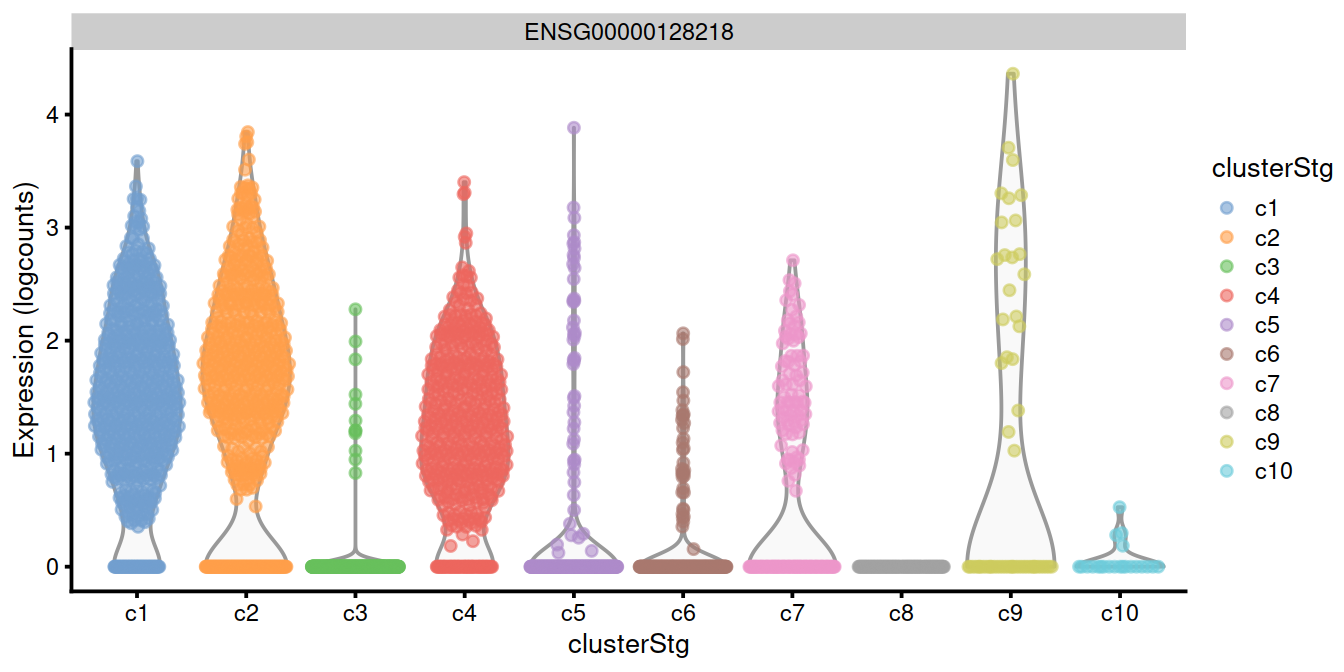 ENSG00000128218
Expression (logcounts)
4
3
2
1
0
c1 c2 c3 c4 c5 c6 c7 c8 c9 c10
clusterStg
clusterStg
c1
c2
c3
c4
c5
c6
c7
c8
c9
c10